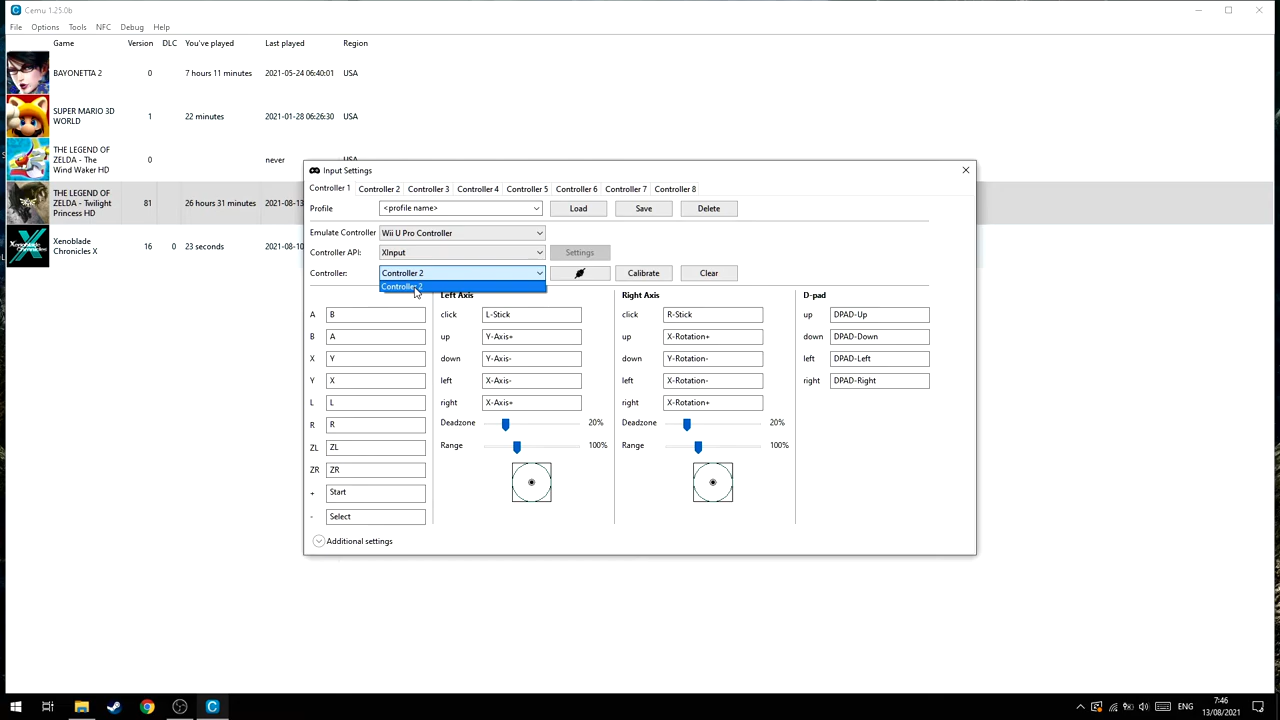 Cemu 1.25.0b
File Options Tools NFC Debug Help
Game Version DLC You've played Last played Region
BAYONETTA 2 0 7 hours 11 minutes 2021-05-24 06:40:01 USA
SUPER MARIO 3D
WORLD 1 22 minutes 2021-01-28 06:26:30 USA
THE LEGEND OF
ZELDA - The
Wind Waker HD 0 never USA
THE LEGEND OF
ZELDA - Twilight
Princess HD 81 26 hours 31 minutes 2021-08-13
Xenoblade
Chronicles X 16 0 23 seconds 2021-08-10
Input Settings
Controller 1 Controller 2 Controller 3 Controller 4 Controller 5 Controller 6 Controller 7 Controller 8
Profile <profile name> Load Save Delete
Emulate Controller Wii U Pro Controller
Controller API: XInput Settings
Controller: Controller 2 Calibrate Clear
Controller 2
Left Axis Right Axis D-pad
A B click L-Stick click R-Stick up DPAD-Up
B A up Y-Axis+ up X-Rotation+ down DPAD-Down
X Y down Y-Axis- down Y-Rotation- left DPAD-Left
Y X left X-Axis- left X-Rotation- right DPAD-Right
L L right X-Axis+ right X-Rotation+
R R Deadzone 20% Deadzone 20%
ZL ZL Range 100% Range 100%
ZR ZR
+ Start
- Select
Additional settings
ENG 7:46
13/08/2021